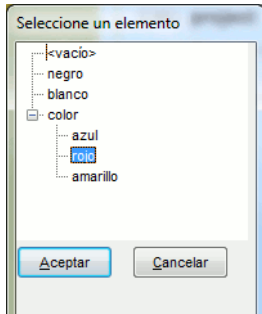 Seleccione un elemento
<vacío>
negro
blanco
color
azul
rojo
amarillo
Aceptar Cancelar